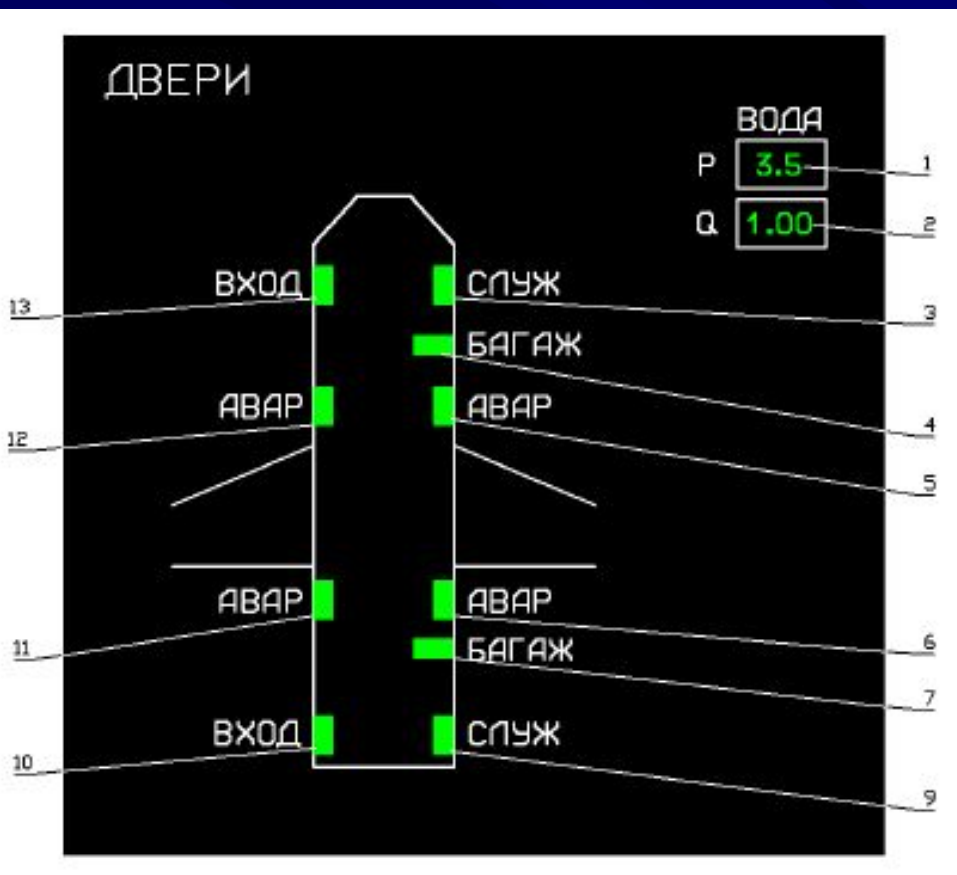 ДВЕРИ
ВОДА
P 3.5 1
Q 1.00 2
13 ВХОД СЛУЖ 3
БАГАЖ 4
12 АВАР АВАР 5
11 АВАР АВАР 6
БАГАЖ 7
10 ВХОД СЛУЖ 9